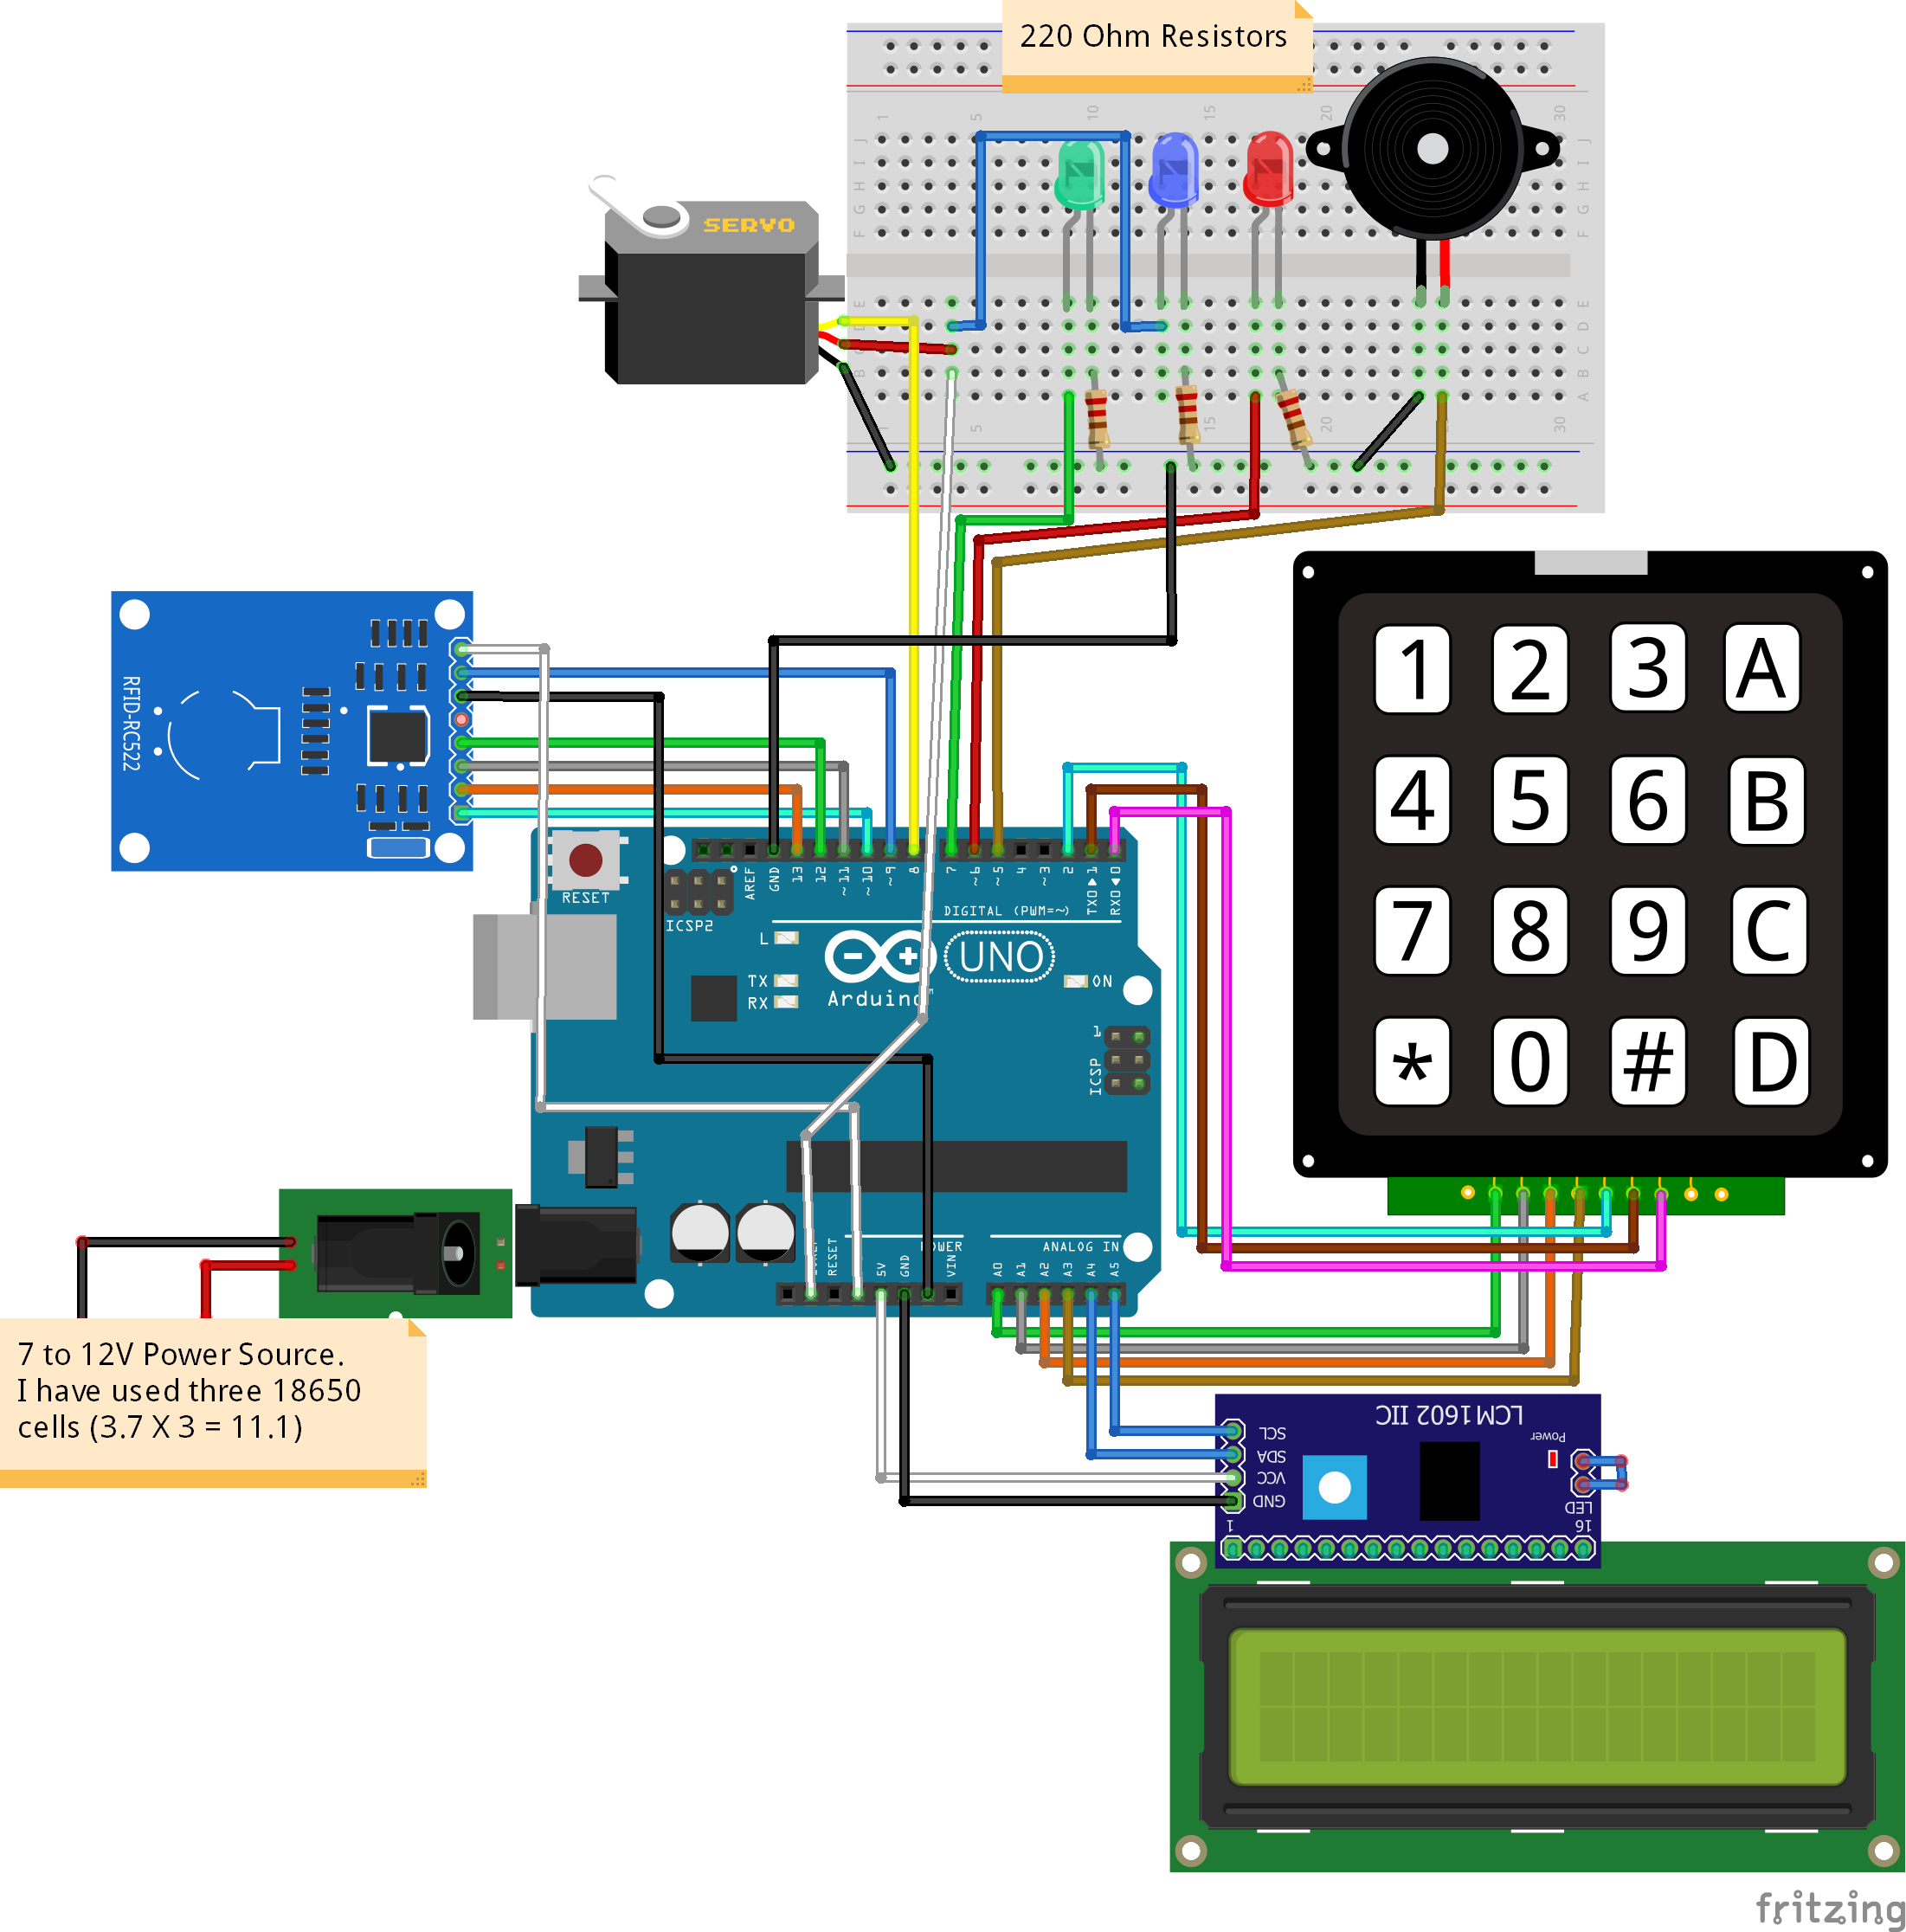 220 Ohm Resistors
1 5 10 15 20 30
J J
I I
H H
G G
F F
SERVO
E E
D
C
B B
A
1 5 15 20 30
RFID-RC522
1 2 3 A
4 5 6 B
7 8 9 C
* 0 # D
RESET
ICSP2
AREF
GND
13
12
~11
~10
~9
8
7
~6
~5
4
~3
2
TX0 ▶ 1
RX0 ◀ 0
DIGITAL (PWM=~)
L
TX
RX
UNO
Arduino
ON
1
ICSP
RESET
5V
GND
VIN
POWER
ANALOG IN
A0
A1
A2
A3
A4
A5
7 to 12V Power Source.
I have used three 18650
cells (3.7 X 3 = 11.1)
LCM1602 IIC
SCL
SDA
VCC
GND
Power
LED
1 16
fritzing